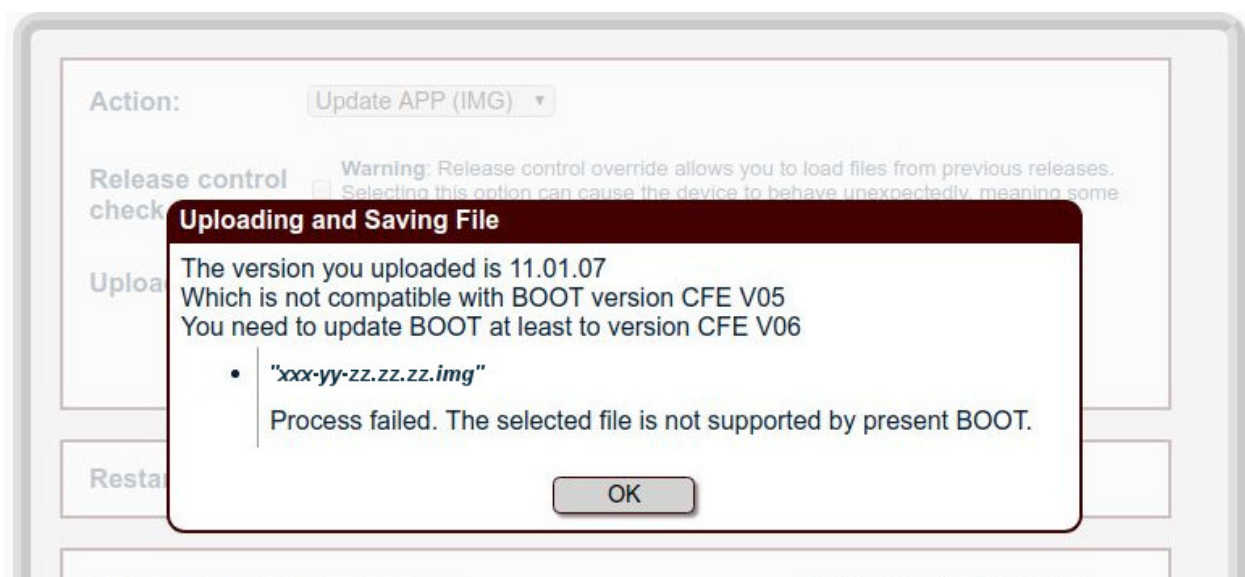 Action:
Update APP (IMG)
Release control
check
Warning: Release control override allows you to load files from previous releases.
Selecting this option can cause the device to behave unexpectedly, meaning some
Uploading and Saving File
The version you uploaded is 11.01.07
Which is not compatible with BOOT version CFE V05
You need to update BOOT at least to version CFE V06
• "xxx-yy-zz.zz.zz.img"
Process failed. The selected file is not supported by present BOOT.
OK